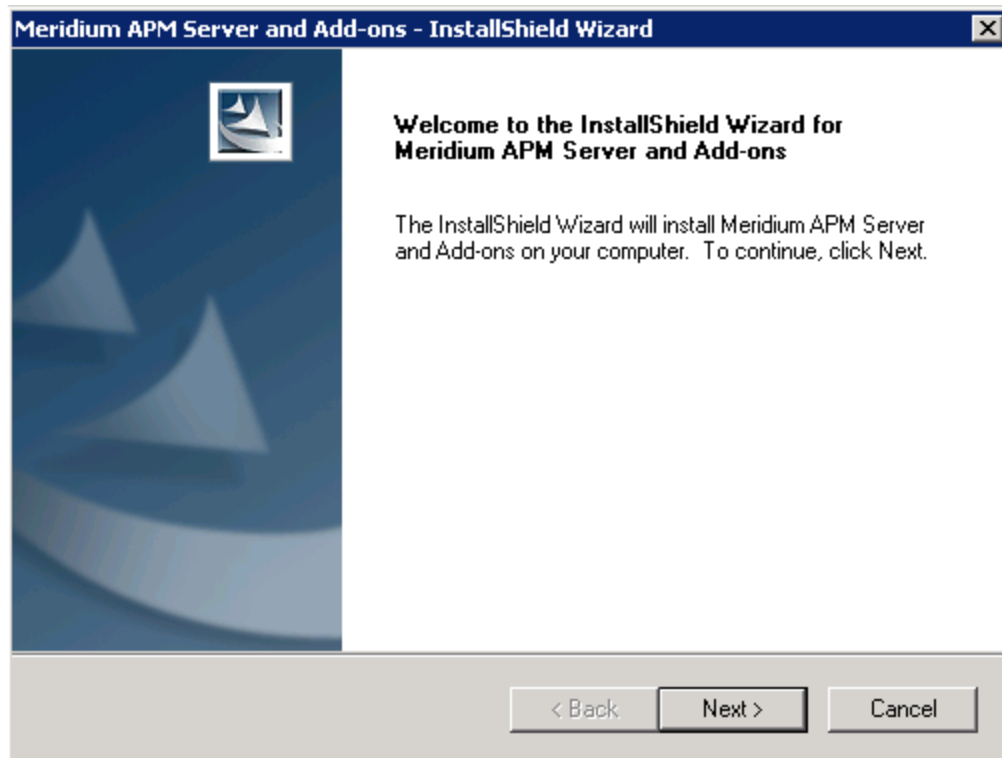 Meridium APM Server and Add-ons - InstallShield Wizard
Welcome to the InstallShield Wizard for
Meridium APM Server and Add-ons
The InstallShield Wizard will install Meridium APM Server
and Add-ons on your computer.  To continue, click Next.
< Back
Next >
Cancel